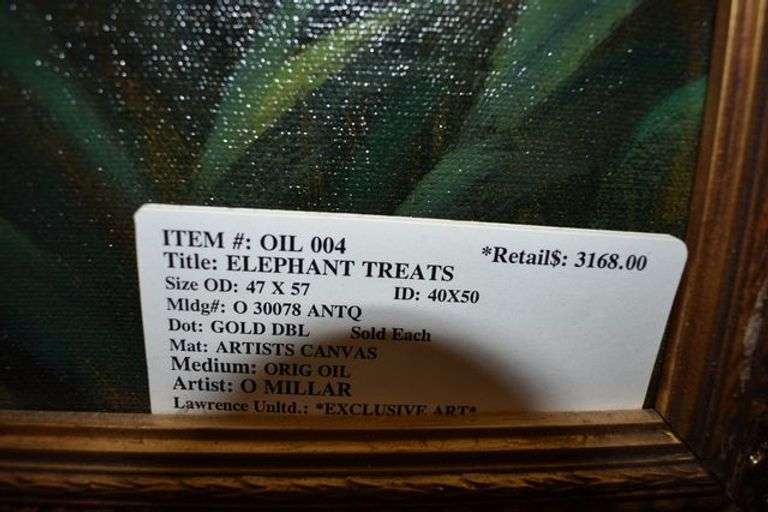 ITEM #: OIL 004 *Retail$: 3168.00
Title: ELEPHANT TREATS
Size OD: 47 X 57 ID: 40X50
Mldg#: O 30078 ANTQ
Dot: GOLD DBL Sold Each
Mat: ARTISTS CANVAS
Medium: ORIG OIL
Artist: O MILLAR
Lawrence Unltd.: *EXCLUSIVE ART*